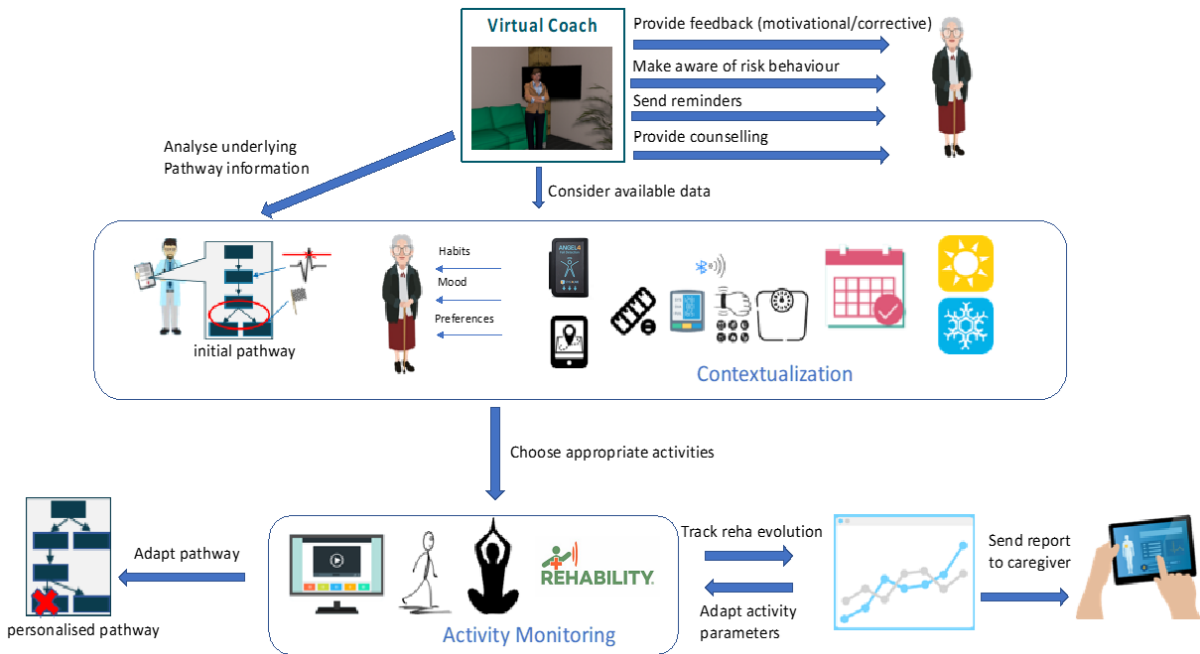 Virtual Coach
Provide feedback (motivational/corrective)
Make aware of risk behaviour
Send reminders
Provide counselling
Analyse underlying
Pathway information
Consider available data
initial pathway
Habits
Mood
Preferences
ANGEL4
Contextualization
Choose appropriate activities
Adapt pathway
personalised pathway
REHABILITY
Activity Monitoring
Track reha evolution
Adapt activity
parameters
Send report
to caregiver